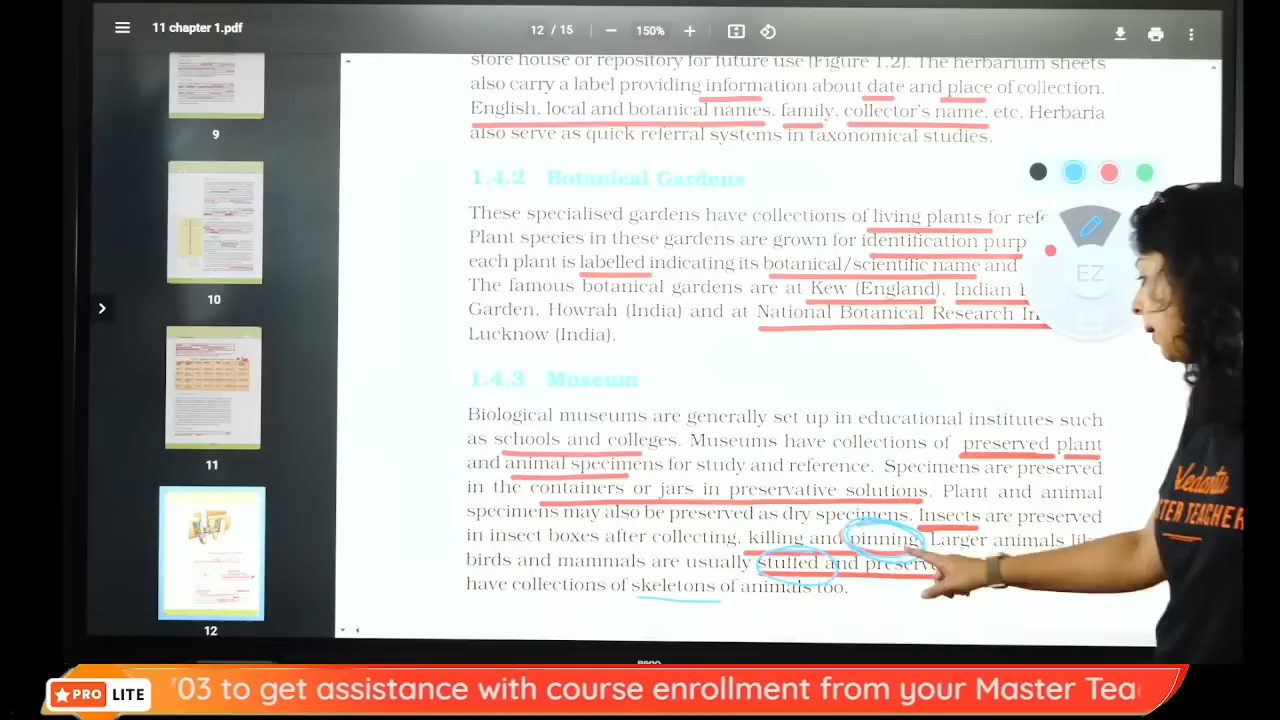 11 chapter 1.pdf
12 / 15
150%
9
10
11
12
store house or repository for future use (Figure 1.2). The herbarium sheets
also carry a label providing information about date and place of collection,
English, local and botanical names, family, collector's name, etc. Herbaria
also serve as quick referral systems in taxonomical studies.
1.4.2 Botanical Gardens
These specialised gardens have collections of living plants for
Plant species in these gardens are grown for identification
each plant is labelled indicating its botanical/scientific name and
The famous botanical gardens are at Kew (England), Indian
Garden, Howrah (India) and at National Botanical Research
Lucknow (India).
1.4.3 Museum
Biological museums are generally set up in educational institutes such
as schools and colleges. Museums have collections of preserved plant
and animal specimens for study and reference. Specimens are preserved
in the containers or jars in preservative solutions. Plant and animal
specimens may also be preserved as dry specimens. Insects are preserved
in insect boxes after collecting, killing and pinning. Larger animals like
birds and mammals are usually stuffed and
have collections of skeletons of animals too.
EZ
Vedantu
MASTER TEACHER
PRO LITE
'03 to get assistance with course enrollment from your Master Tea